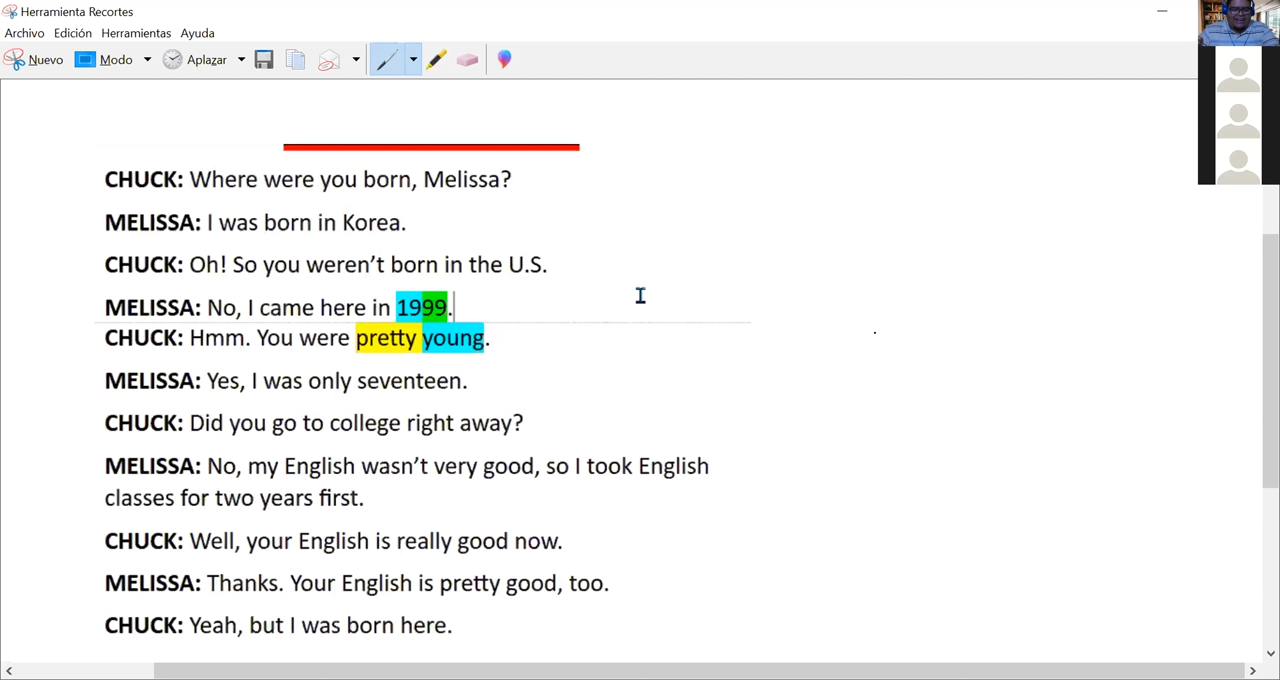 Herramienta Recortes
Archivo Edición Herramientas Ayuda
Nuevo Modo Aplazar
CHUCK: Where were you born, Melissa?
MELISSA: I was born in Korea.
CHUCK: Oh! So you weren't born in the U.S.
MELISSA: No, I came here in 1999.
CHUCK: Hmm. You were pretty young.
MELISSA: Yes, I was only seventeen.
CHUCK: Did you go to college right away?
MELISSA: No, my English wasn't very good, so I took English
classes for two years first.
CHUCK: Well, your English is really good now.
MELISSA: Thanks. Your English is pretty good, too.
CHUCK: Yeah, but I was born here.